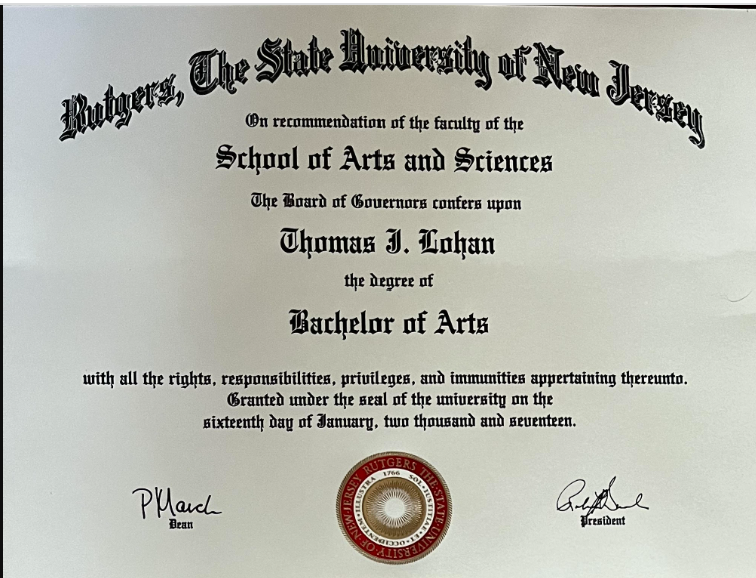 Rutgers, The State University of New Jersey
On recommendation of the faculty of the
School of Arts and Sciences
The Board of Governors confers upon
Thomas J. Lohan
the degree of
Bachelor of Arts
with all the rights, responsibilities, privileges, and immunities appertaining thereunto.
Granted under the seal of the university on the
sixteenth day of January, two thousand and seventeen.
P March
Dean
President
RUTGERS THE STATE UNIVERSITY OF NEW JERSEY
1766
SOL IUSTITIAE ET OCCIDENTEM ILLUSTRA